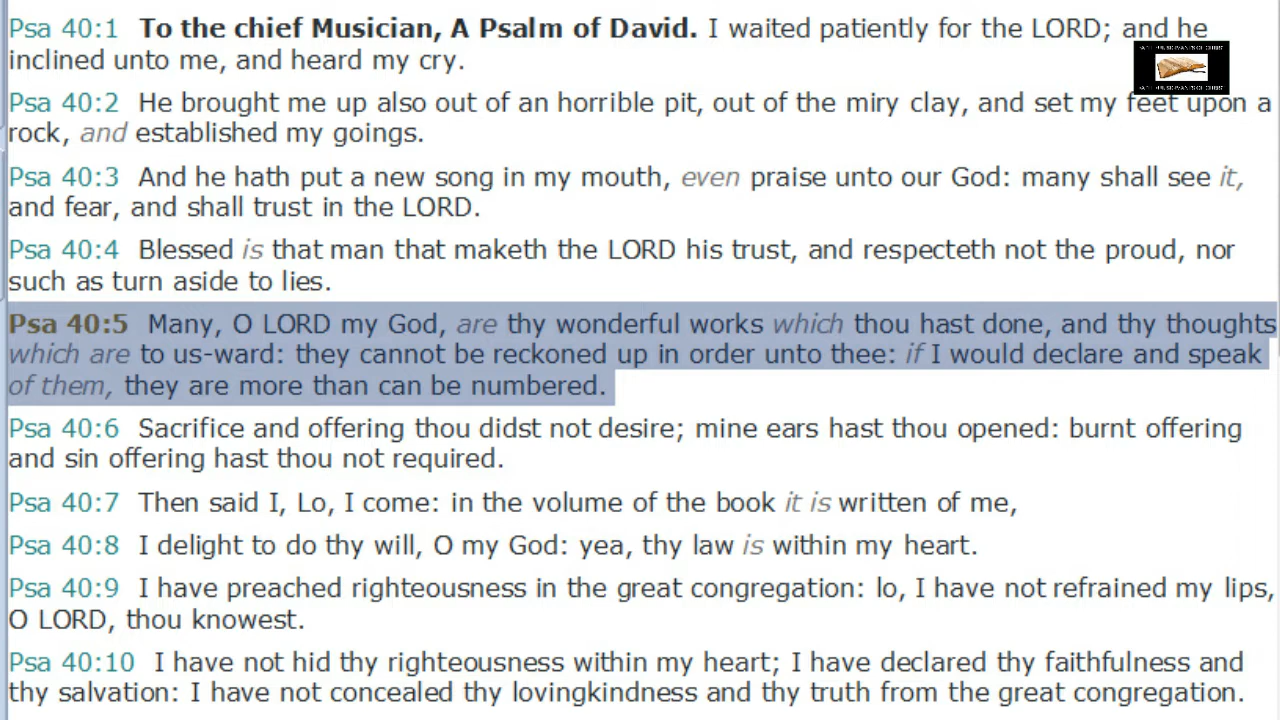 Psa 40:1 To the chief Musician, A Psalm of David. I waited patiently for the LORD; and he
inclined unto me, and heard my cry.
Psa 40:2 He brought me up also out of an horrible pit, out of the miry clay, and set my feet upon a
rock, and established my goings.
Psa 40:3 And he hath put a new song in my mouth, even praise unto our God: many shall see it,
and fear, and shall trust in the LORD.
Psa 40:4 Blessed is that man that maketh the LORD his trust, and respecteth not the proud, nor
such as turn aside to lies.
Psa 40:5 Many, O LORD my God, are thy wonderful works which thou hast done, and thy thoughts
which are to us-ward: they cannot be reckoned up in order unto thee: if I would declare and speak
of them, they are more than can be numbered.
Psa 40:6 Sacrifice and offering thou didst not desire; mine ears hast thou opened: burnt offering
and sin offering hast thou not required.
Psa 40:7 Then said I, Lo, I come: in the volume of the book it is written of me,
Psa 40:8 I delight to do thy will, O my God: yea, thy law is within my heart.
Psa 40:9 I have preached righteousness in the great congregation: lo, I have not refrained my lips,
O LORD, thou knowest.
Psa 40:10 I have not hid thy righteousness within my heart; I have declared thy faithfulness and
thy salvation: I have not concealed thy lovingkindness and thy truth from the great congregation.